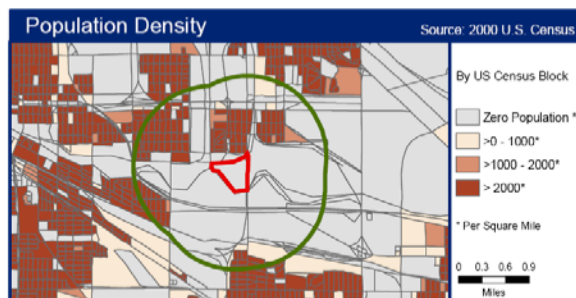 Population Density
Source: 2000 U.S. Census
By US Census Block
Zero Population *
>0 - 1000*
>1000 - 2000*
> 2000*
* Per Square Mile
0 0.3 0.6 0.9
Miles